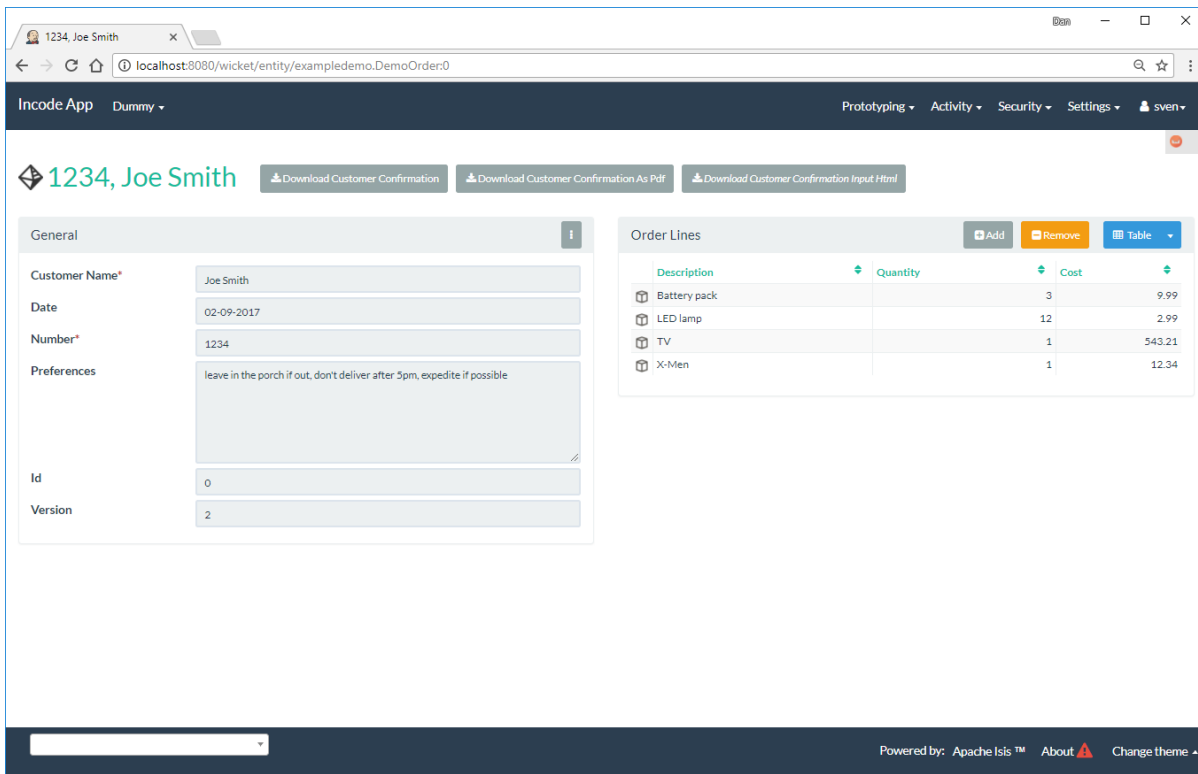 Dan
1234, Joe Smith
localhost:8080/wicket/entity/exampledemo.DemoOrder:0
Incode App Dummy Prototyping Activity Security Settings sven
1234, Joe Smith Download Customer Confirmation Download Customer Confirmation As Pdf Download Customer Confirmation Input Html
General
Customer Name* Joe Smith
Date 02-09-2017
Number* 1234
Preferences leave in the porch if out, don't deliver after 5pm, expedite if possible
Id 0
Version 2
Order Lines Add Remove Table
Description Quantity Cost
Battery pack 3 9.99
LED lamp 12 2.99
TV 1 543.21
X-Men 1 12.34
Powered by: Apache Isis ™ About Change theme